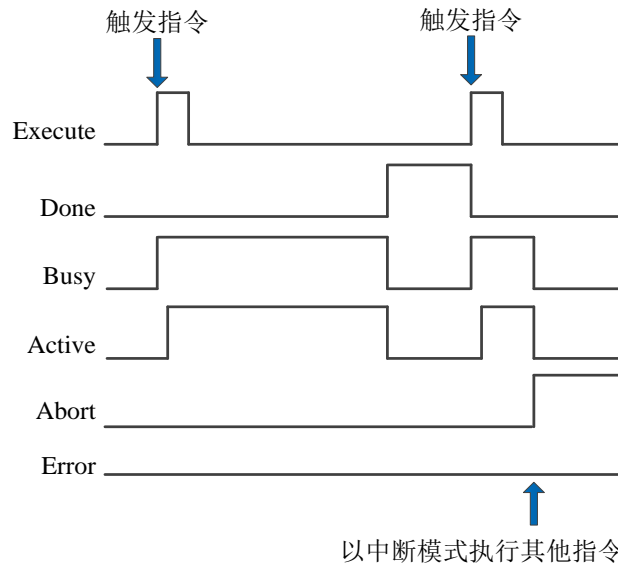 触发指令 触发指令
Execute
Done
Busy
Active
Abort
Error
以中断模式执行其他指令